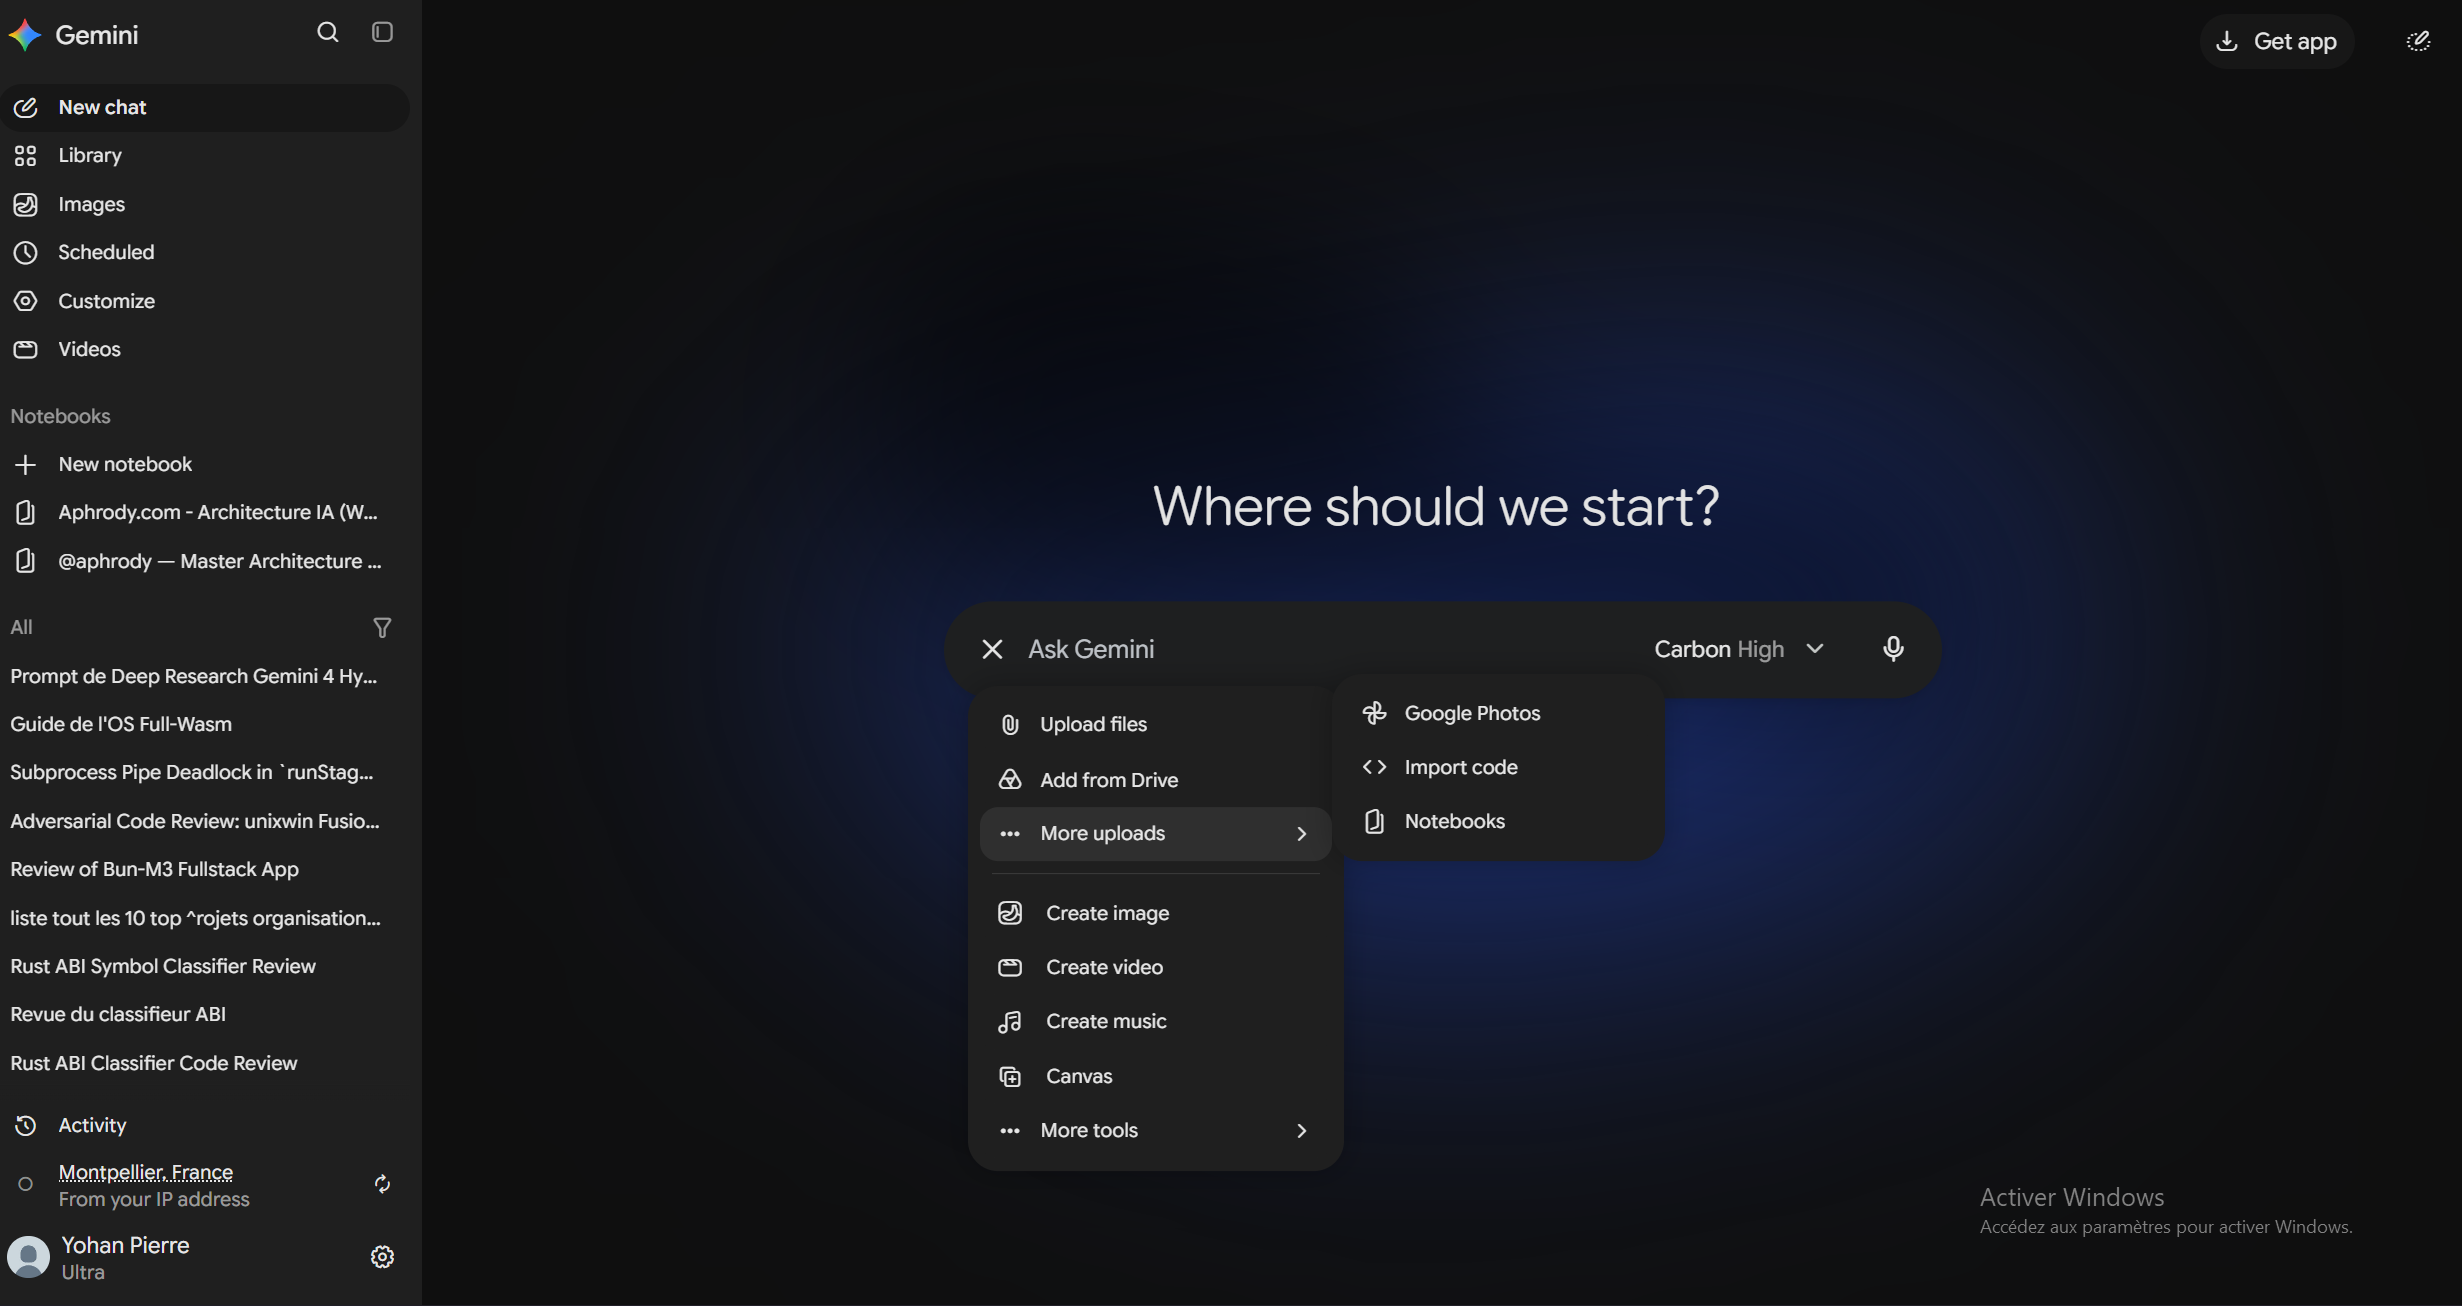 Gemini
New chat
Library
Images
Scheduled
Customize
Videos
Notebooks
New notebook
Aphrody.com - Architecture IA (W...
@aphrody — Master Architecture ...
All
Prompt de Deep Research Gemini 4 Hy...
Guide de l'OS Full-Wasm
Subprocess Pipe Deadlock in `runStag...
Adversarial Code Review: unixwin Fusio...
Review of Bun-M3 Fullstack App
liste tout les 10 top ^rojets organisation...
Rust ABI Symbol Classifier Review
Revue du classifieur ABI
Rust ABI Classifier Code Review
Activity
Montpellier, France
From your IP address
Yohan Pierre
Ultra
Get app
Where should we start?
Ask Gemini
Carbon High
Upload files
Add from Drive
More uploads
Create image
Create video
Create music
Canvas
More tools
Google Photos
Import code
Notebooks
Activer Windows
Accédez aux paramètres pour activer Windows.